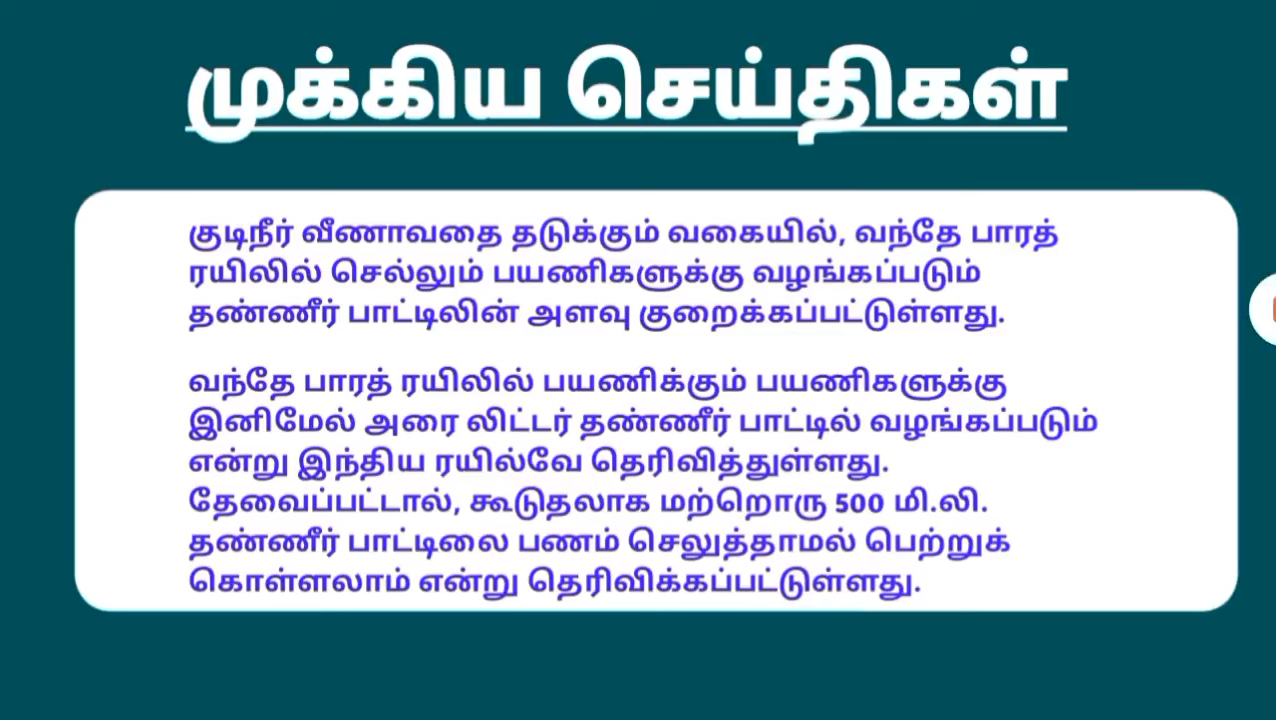 முக்கிய செய்திகள்
குடிநீர் வீணாவதை தடுக்கும் வகையில், வந்தே பாரத்
ரயிலில் செல்லும் பயணிகளுக்கு வழங்கப்படும்
தண்ணீர் பாட்டிலின் அளவு குறைக்கப்பட்டுள்ளது.
வந்தே பாரத் ரயிலில் பயணிக்கும் பயணிகளுக்கு
இனிமேல் அரை லிட்டர் தண்ணீர் பாட்டில் வழங்கப்படும்
என்று இந்திய ரயில்வே தெரிவித்துள்ளது.
தேவைப்பட்டால், கூடுதலாக மற்றொரு 500 மி.லி.
தண்ணீர் பாட்டிலை பணம் செலுத்தாமல் பெற்றுக்
கொள்ளலாம் என்று தெரிவிக்கப்பட்டுள்ளது.